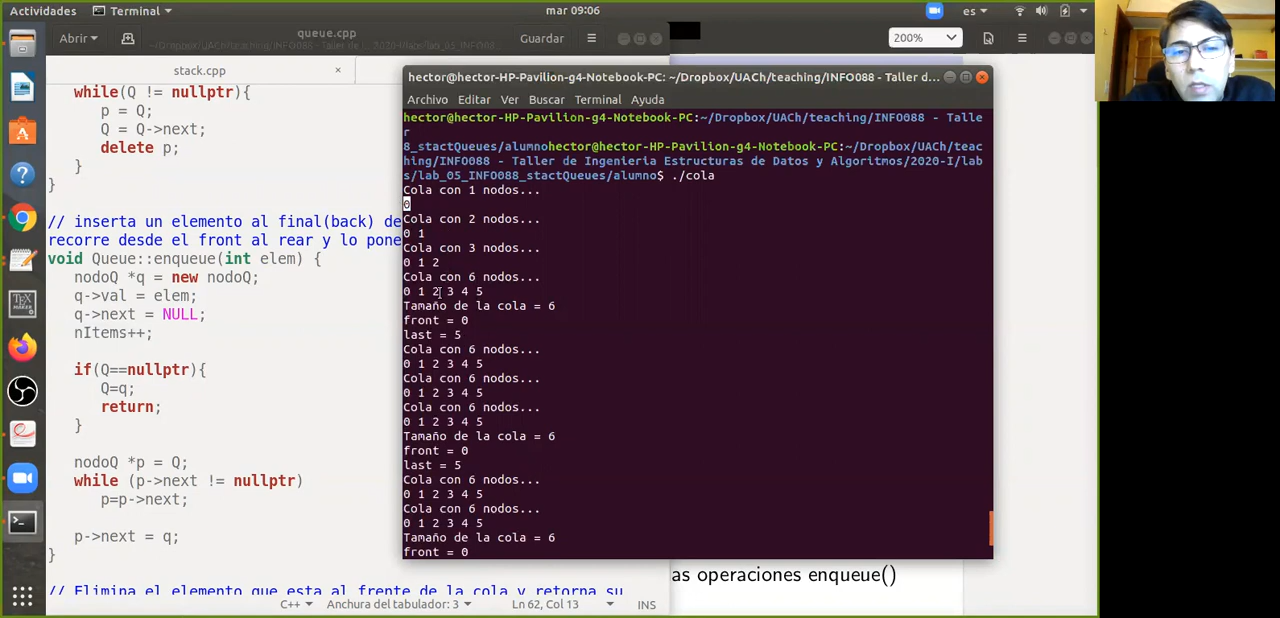 Actividades
Terminal
mar 09:06
es
Abrir
queue.cpp
Guardar
200%
stack.cpp
while(Q != nullptr){
p = Q;
Q = Q->next;
delete p;
}
}
// inserta un elemento al final(back) de
recorre desde el front al rear y lo pone
void Queue::enqueue(int elem) {
nodoQ *q = new nodoQ;
q->val = elem;
q->next = NULL;
nItems++;
if(Q==nullptr){
Q=q;
return;
}
nodoQ *p = Q;
while (p->next != nullptr)
p=p->next;
p->next = q;
}
// Elimina el elemento que esta al frente de la cola y retorna su
C++
Anchura del tabulador: 3
Ln 62, Col 13
INS
hector@hector-HP-Pavilion-g4-Notebook-PC: ~/Dropbox/UACh/teaching/INFO088 - Taller d...
Archivo Editar Ver Buscar Terminal Ayuda
hector@hector-HP-Pavilion-g4-Notebook-PC:~/Dropbox/UACh/teaching/INFO088 - Talle
r
8_stactQueues/alumnohector@hector-HP-Pavilion-g4-Notebook-PC:~/Dropbox/UACh/teac
hing/INFO088 - Taller de Ingenieria Estructuras de Datos y Algoritmos/2020-I/lab
s/lab_05_INFO088_stactQueues/alumno$ ./cola
Cola con 1 nodos...
0
Cola con 2 nodos...
0 1
Cola con 3 nodos...
0 1 2
Cola con 6 nodos...
0 1 2 3 4 5
Tamaño de la cola = 6
front = 0
last = 5
Cola con 6 nodos...
0 1 2 3 4 5
Cola con 6 nodos...
0 1 2 3 4 5
Cola con 6 nodos...
0 1 2 3 4 5
Tamaño de la cola = 6
front = 0
last = 5
Cola con 6 nodos...
0 1 2 3 4 5
Cola con 6 nodos...
0 1 2 3 4 5
Tamaño de la cola = 6
front = 0
as operaciones enqueue()